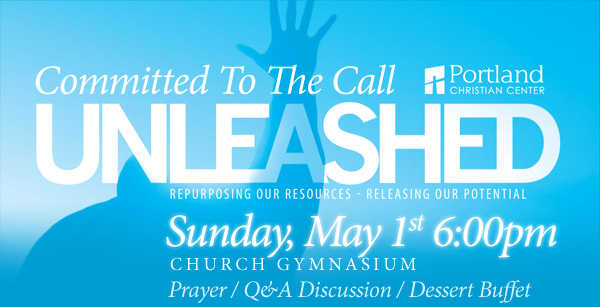 Committed To The Call
Portland
CHRISTIAN CENTER
UNLEASHED
REPURPOSING OUR RESOURCES - RELEASING OUR POTENTIAL
Sunday, May 1st 6:00pm
CHURCH GYMNASIUM
Prayer / Q&A Discussion / Dessert Buffet